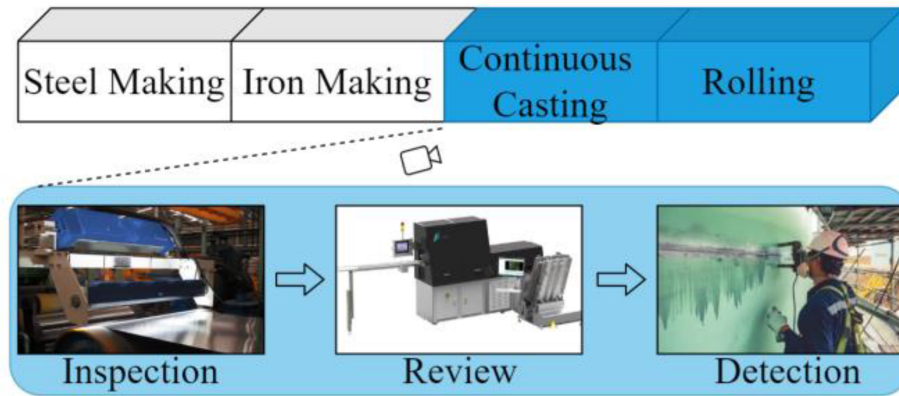 Steel Making
Iron Making
Continuous
Casting
Rolling
Inspection
Review
Detection